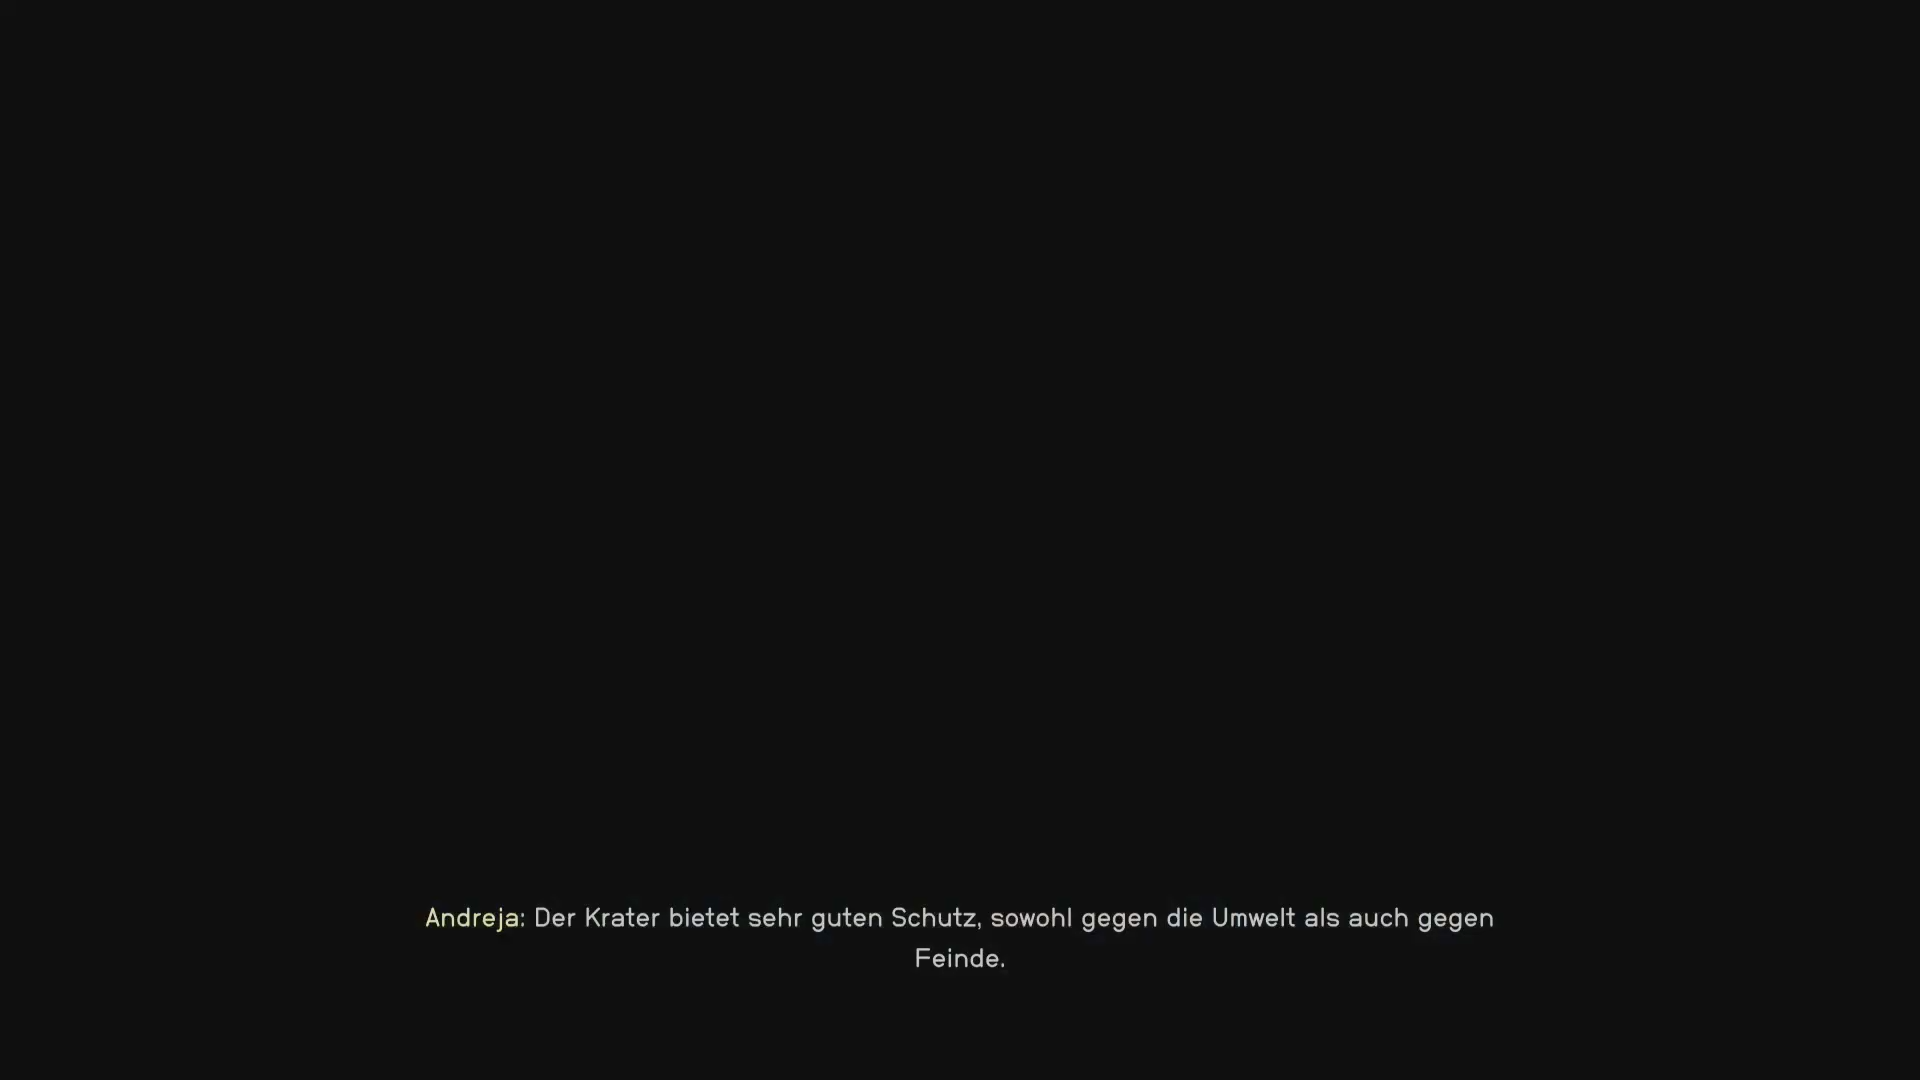 Andreja: Der Krater bietet sehr guten Schutz, sowohl gegen die Umwelt als auch gegen
Feinde.